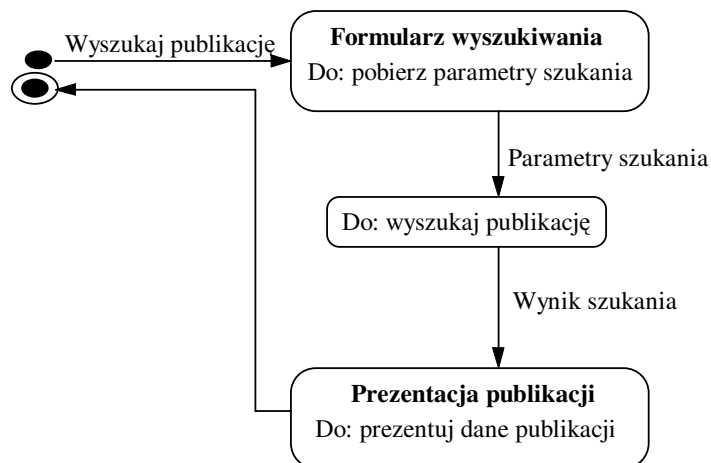 Wyszukaj publikację
Formularz wyszukiwania
Do: pobierz parametry szukania
Parametry szukania
Do: wyszukaj publikację
Wynik szukania
Prezentacja publikacji
Do: prezentuj dane publikacji